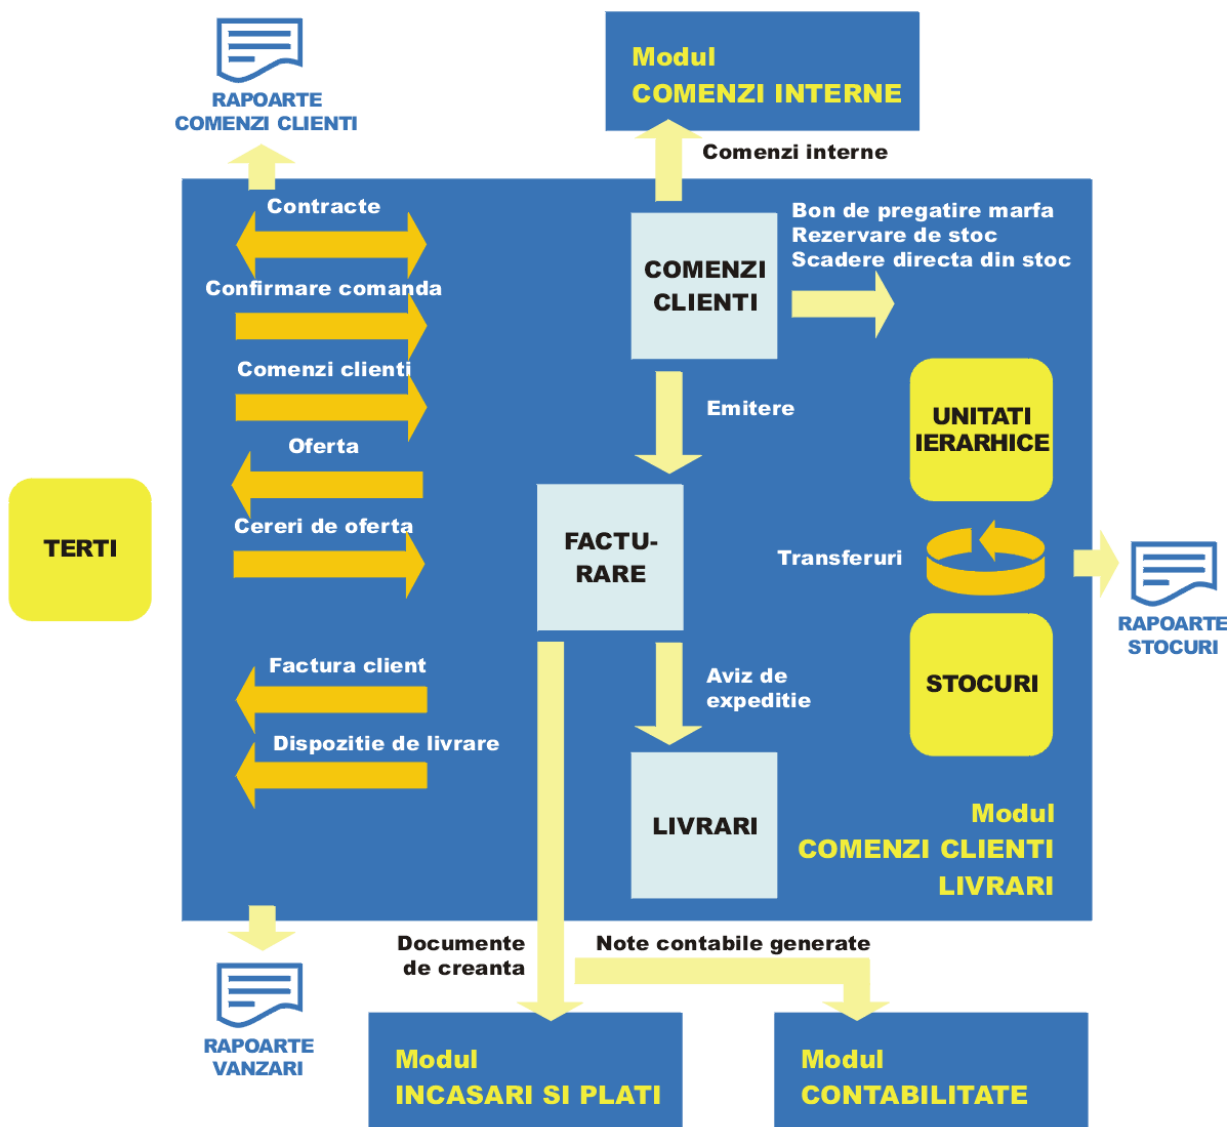 RAPOARTE
COMENZI CLIENTI
Modul
COMENZI INTERNE
Comenzi interne
Contracte
Confirmare comanda
Comenzi clienti
Oferta
Cereri de oferta
TERTI
Factura client
Dispozitie de livrare
COMENZI
CLIENTI
Bon de pregatire marfa
Rezervare de stoc
Scadere directa din stoc
Emitere
FACTU-
RARE
UNITATI
IERARHICE
Transferuri
STOCURI
RAPOARTE
STOCURI
Aviz de
expeditie
LIVRARI
Modul
COMENZI CLIENTI
LIVRARI
Documente
de creanta
Note contabile generate
RAPOARTE
VANZARI
Modul
INCASARI SI PLATI
Modul
CONTABILITATE